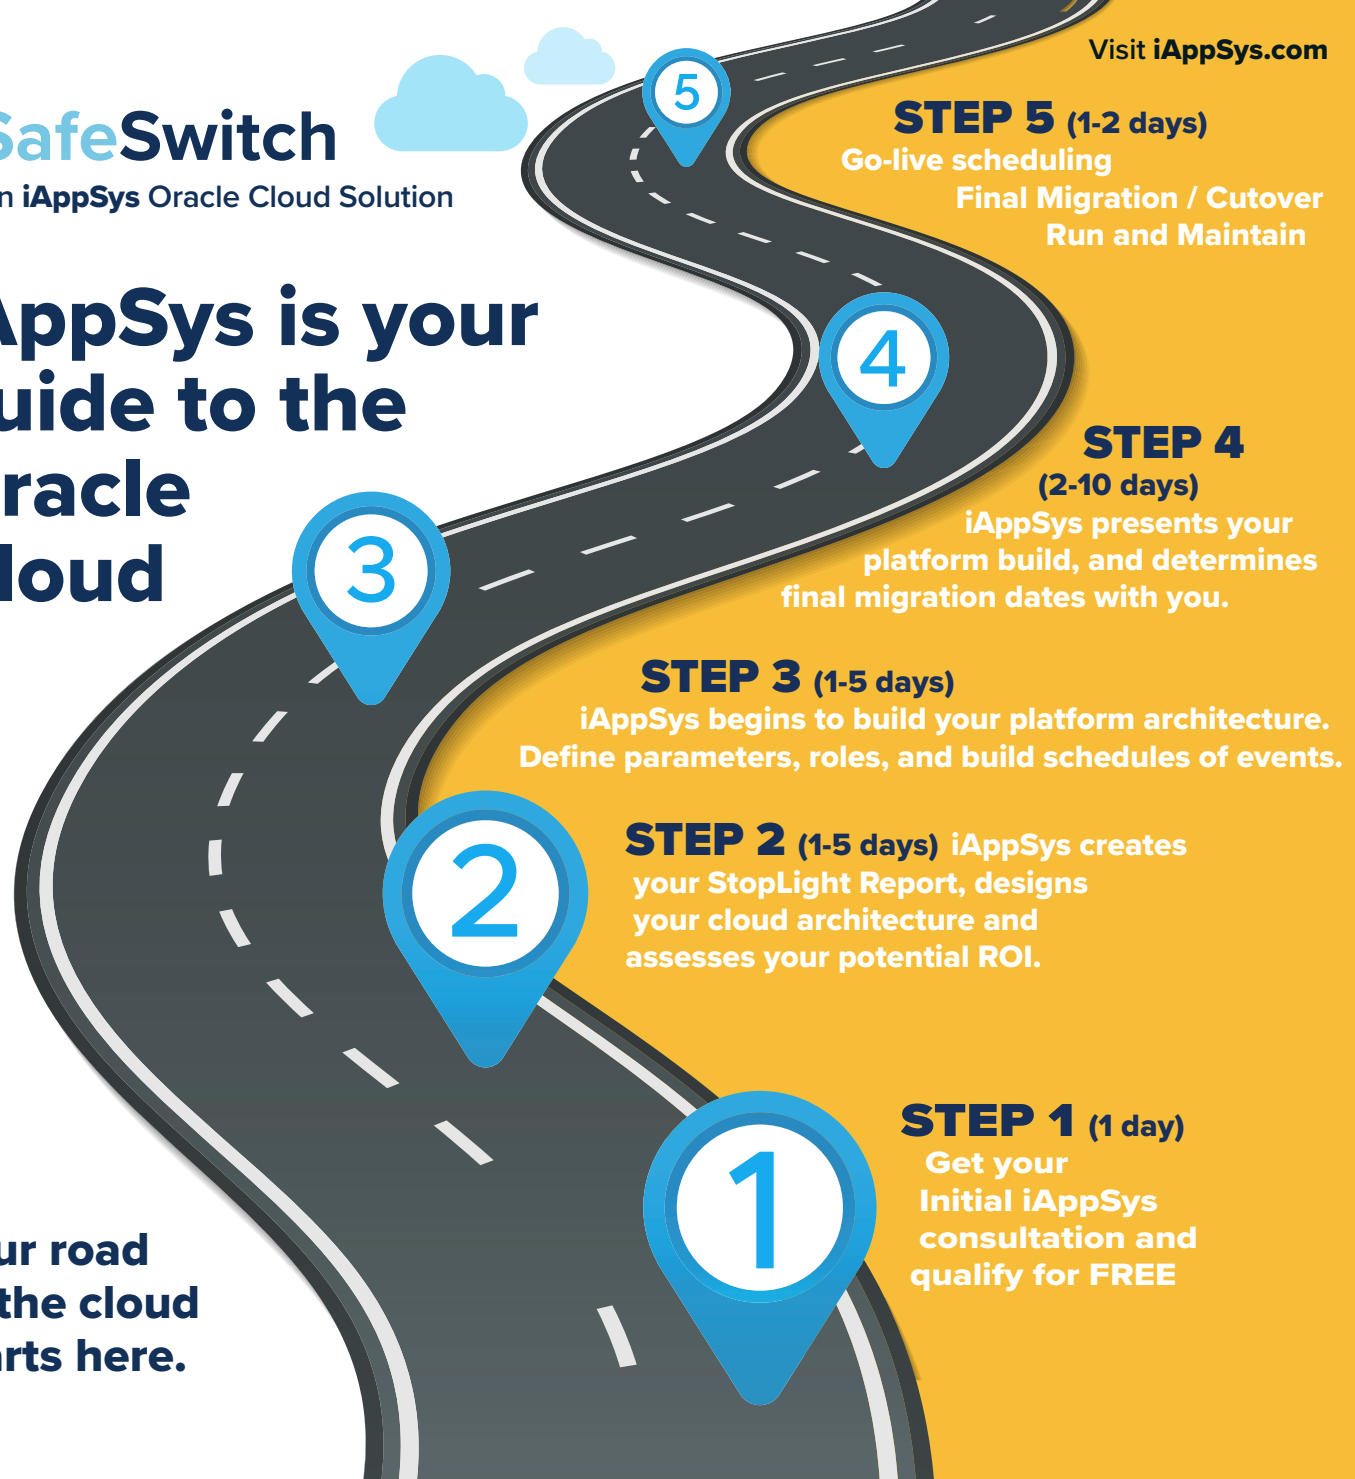 Visit iAppSys.com
SafeSwitch
n iAppSys Oracle Cloud Solution
AppSys is your
uide to the
racle
loud
5
STEP 5 (1-2 days)
Go-live scheduling
Final Migration / Cutover
Run and Maintain
4
STEP 4
(2-10 days)
iAppSys presents your
platform build, and determines
final migration dates with you.
3
STEP 3 (1-5 days)
iAppSys begins to build your platform architecture.
Define parameters, roles, and build schedules of events.
2
STEP 2 (1-5 days) iAppSys creates
your StopLight Report, designs
your cloud architecture and
assesses your potential ROI.
1
STEP 1 (1 day)
Get your
Initial iAppSys
consultation and
qualify for FREE
ur road
the cloud
arts here.